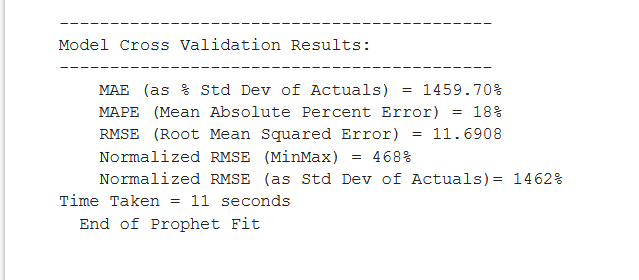 -------------------------------------------
Model Cross Validation Results:
-------------------------------------------
MAE (as % Std Dev of Actuals) = 1459.70%
MAPE (Mean Absolute Percent Error) = 18%
RMSE (Root Mean Squared Error) = 11.6908
Normalized RMSE (MinMax) = 468%
Normalized RMSE (as Std Dev of Actuals)= 1462%
Time Taken = 11 seconds
End of Prophet Fit